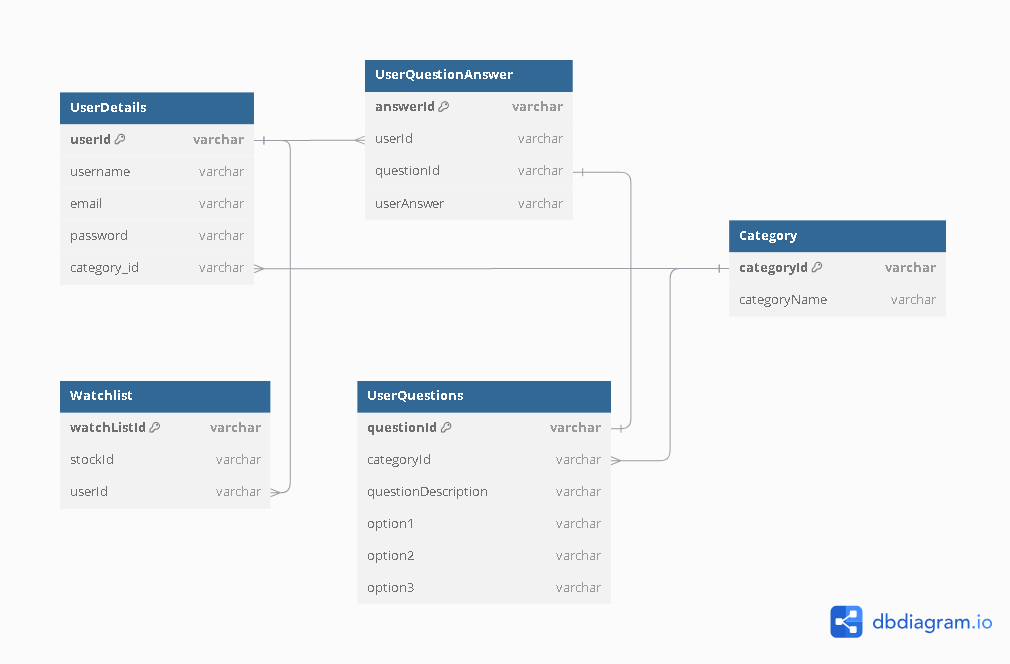 UserDetails
userId varchar
username varchar
email varchar
password varchar
category_id varchar
UserQuestionAnswer
answerId varchar
userId varchar
questionId varchar
userAnswer varchar
Category
categoryId varchar
categoryName varchar
Watchlist
watchListId varchar
stockId varchar
userId varchar
UserQuestions
questionId varchar
categoryId varchar
questionDescription varchar
option1 varchar
option2 varchar
option3 varchar
dbdiagram.io